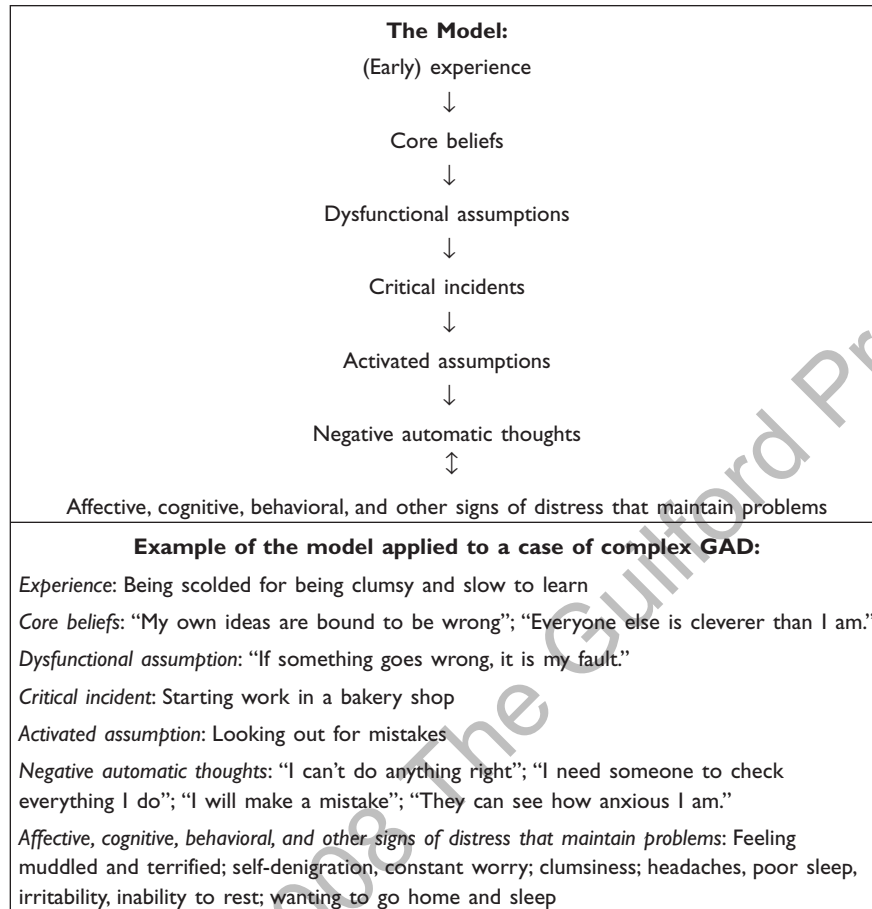 The Model:
(Early) experience
↓
Core beliefs
↓
Dysfunctional assumptions
↓
Critical incidents
↓
Activated assumptions
↓
Negative automatic thoughts
↕
Affective, cognitive, behavioral, and other signs of distress that maintain problems
Example of the model applied to a case of complex GAD:
Experience: Being scolded for being clumsy and slow to learn
Core beliefs: “My own ideas are bound to be wrong”; “Everyone else is cleverer than I am.”
Dysfunctional assumption: “If something goes wrong, it is my fault.”
Critical incident: Starting work in a bakery shop
Activated assumption: Looking out for mistakes
Negative automatic thoughts: “I can’t do anything right”; “I need someone to check
everything I do”; “I will make a mistake”; “They can see how anxious I am.”
Affective, cognitive, behavioral, and other signs of distress that maintain problems: Feeling
muddled and terrified; self-denigration, constant worry; clumsiness; headaches, poor sleep,
irritability, inability to rest; wanting to go home and sleep
008 The Guilford Pr